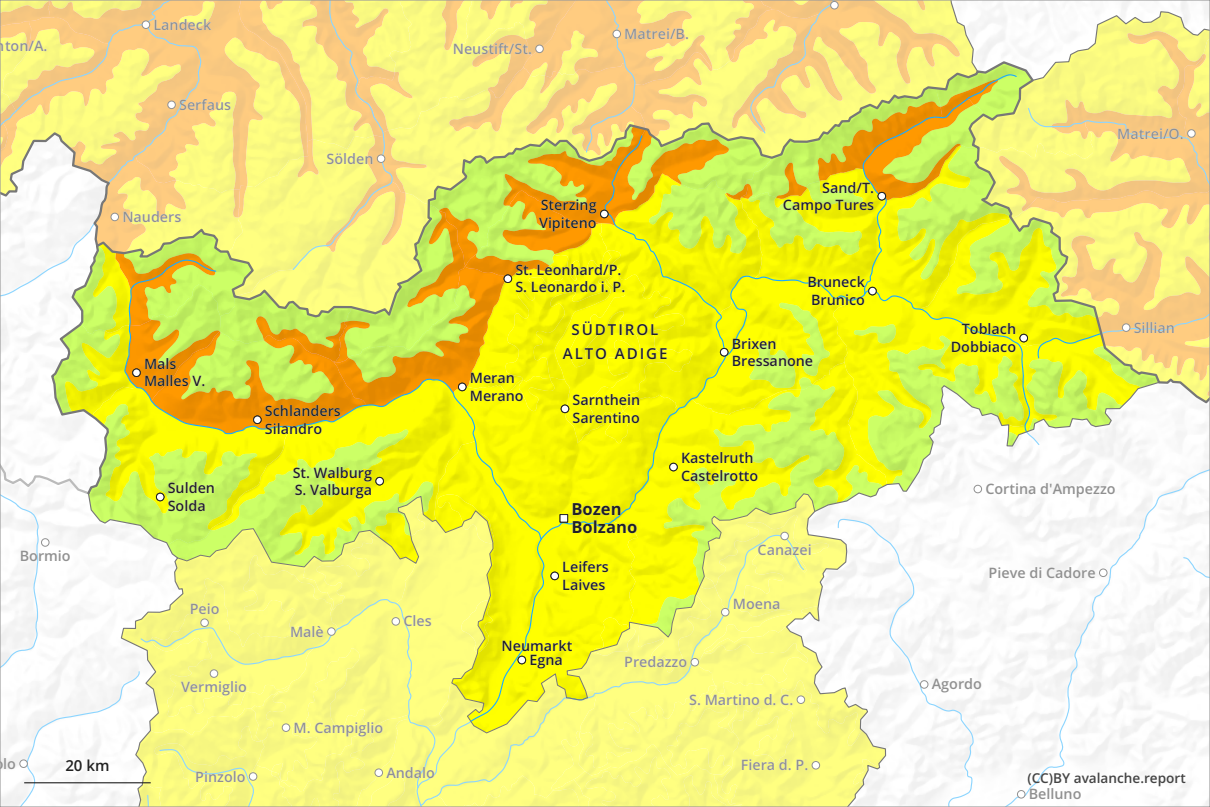 Landeck
nton/A.
Neustift/St.
Matrei/B.
Serfaus
Matrei/O.
Sölden
Nauders
Sand/T.
Campo Tures
Sterzing
Vipiteno
St. Leonhard/P.
S. Leonardo i. P.
Bruneck
Brunico
Toblach
Dobbiaco
Sillian
SÜDTIROL
ALTO ADIGE
Brixen
Bressanone
Mals
Malles V.
Meran
Merano
Schlanders
Silandro
Sarnthein
Sarentino
Kastelruth
Castelrotto
St. Walburg
S. Valburga
Sulden
Solda
Cortina d'Ampezzo
Bozen
Bolzano
Bormio
Canazei
Leifers
Laives
Pieve di Cadore
Peio
Moena
Malè
Cles
Neumarkt
Egna
Predazzo
Vermiglio
Agordo
S. Martino d. C.
M. Campiglio
20 km
Pinzolo
Andalo
Fiera d. P.
(CC)BY avalanche.report
Belluno
olo